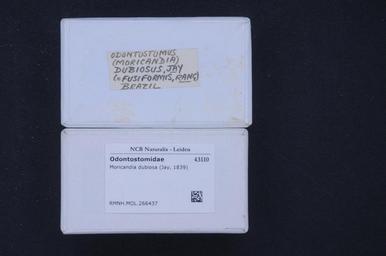 ODONTOSTOMUS
(MORICANDIA)
DUBIOSUS, JAY
(=FUSIFORMIS, RANG)
BRAZIL
NCB Naturalis - Leiden
Odontostomidae 43110
Moricandia dubiosa (Jay, 1839)
RMNH.MOL.266437